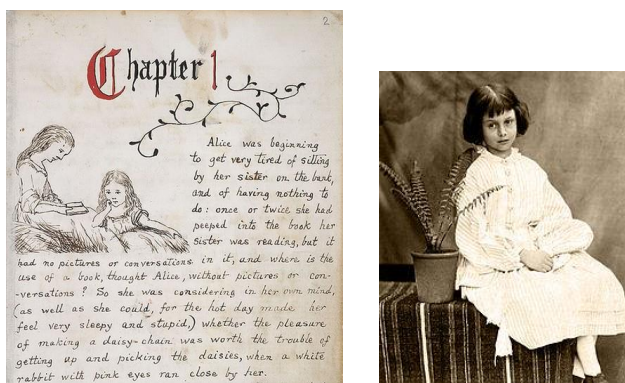 2
Chapter 1
Alice was beginning
to get very tired of sitting
by her sister on the bank,
and of having nothing to
do: once or twice she had
peeped into the book her
sister was reading, but it
had no pictures or conversations in it, and where is the
use of a book, thought Alice, without pictures or con-
-versations? So she was considering in her own mind,
(as well as she could, for the hot day made her
feel very sleepy and stupid,) whether the pleasure
of making a daisy-chain was worth the trouble of
getting up and picking the daisies, when a white
rabbit with pink eyes ran close by her.